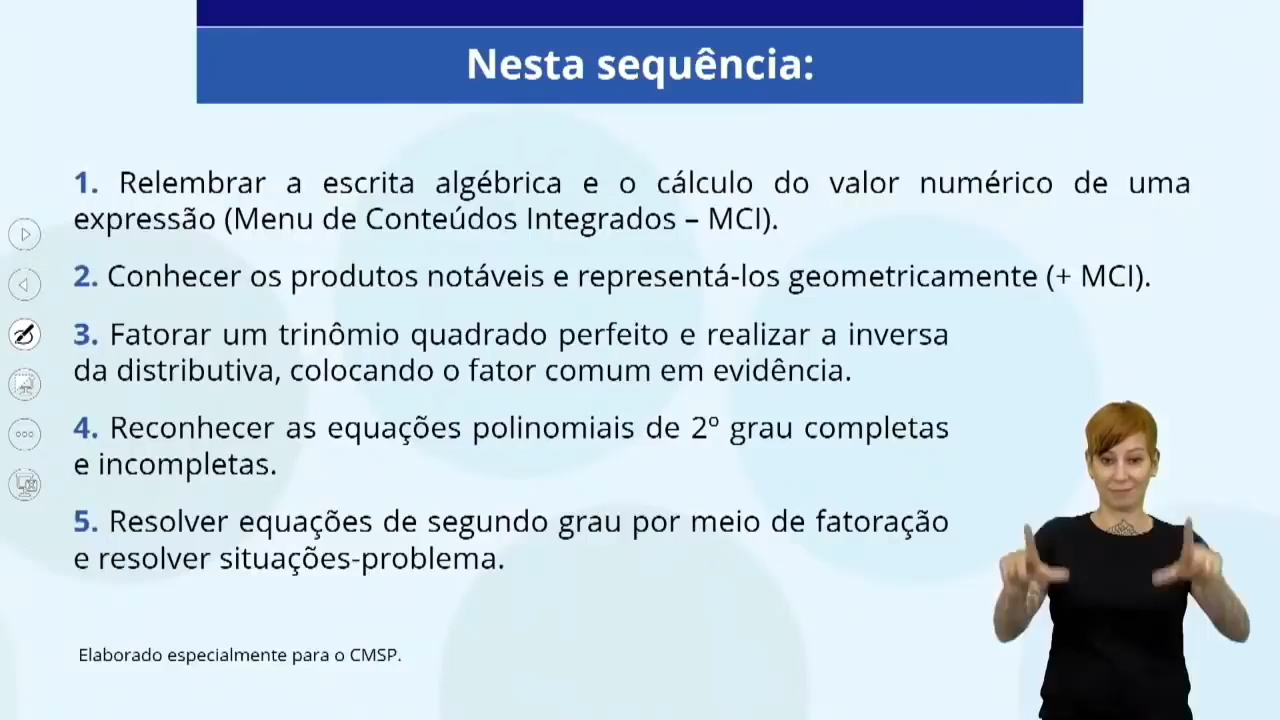 Nesta sequência:
1. Relembrar a escrita algébrica e o cálculo do valor numérico de uma
expressão (Menu de Conteúdos Integrados – MCI).
2. Conhecer os produtos notáveis e representá-los geometricamente (+ MCI).
3. Fatorar um trinômio quadrado perfeito e realizar a inversa
da distributiva, colocando o fator comum em evidência.
4. Reconhecer as equações polinomiais de 2º grau completas
e incompletas.
5. Resolver equações de segundo grau por meio de fatoração
e resolver situações-problema.
Elaborado especialmente para o CMSP.